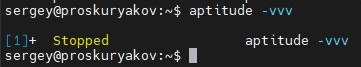 sergey@proskuryakov:~$ aptitude -vvv
[1]+  Stopped                 aptitude -vvv
sergey@proskuryakov:~$